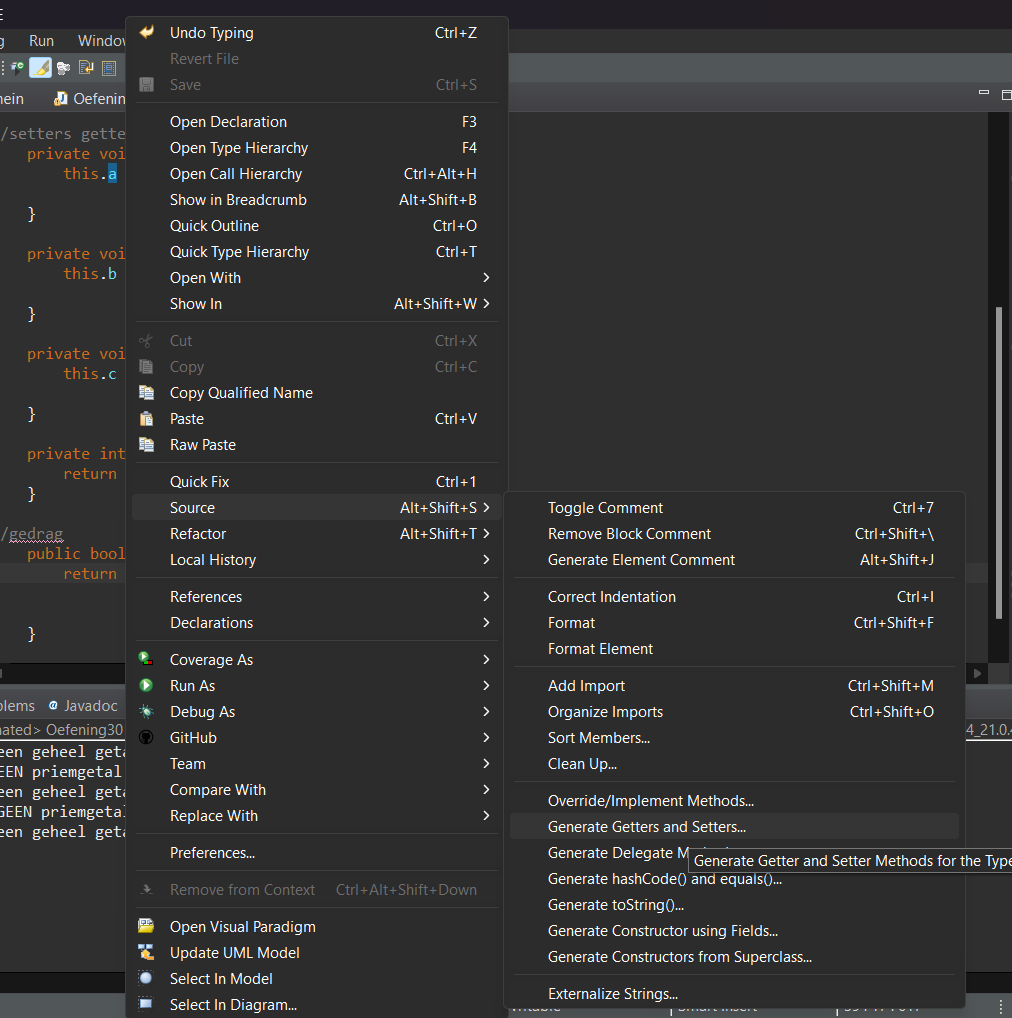 Run Window
Oefenin
/setters gette
private voi
this.a
}
private voi
this.b
}
private voi
this.c
}
private int
return
}
/gedrag
public bool
return
}
Javadoc
Oefening30
een geheel geta
EEN priemgetal
een geheel geta
GEEN priemgetal
een geheel geta
Undo Typing Ctrl+Z
Revert File
Save Ctrl+S
Open Declaration F3
Open Type Hierarchy F4
Open Call Hierarchy Ctrl+Alt+H
Show in Breadcrumb Alt+Shift+B
Quick Outline Ctrl+O
Quick Type Hierarchy Ctrl+T
Open With
Show In Alt+Shift+W
Cut Ctrl+X
Copy Ctrl+C
Copy Qualified Name
Paste Ctrl+V
Raw Paste
Quick Fix Ctrl+1
Source Alt+Shift+S
Refactor Alt+Shift+T
Local History
References
Declarations
Coverage As
Run As
Debug As
GitHub
Team
Compare With
Replace With
Preferences...
Remove from Context Ctrl+Alt+Shift+Down
Open Visual Paradigm
Update UML Model
Select In Model
Select In Diagram...
Toggle Comment Ctrl+7
Remove Block Comment Ctrl+Shift+\
Generate Element Comment Alt+Shift+J
Correct Indentation Ctrl+I
Format Ctrl+Shift+F
Format Element
Add Import Ctrl+Shift+M
Organize Imports Ctrl+Shift+O
Sort Members...
Clean Up...
Override/Implement Methods...
Generate Getters and Setters...
Generate Delegate M
Generate Getter and Setter Methods for the Type
Generate hashCode() and equals()...
Generate toString()...
Generate Constructor using Fields...
Generate Constructors from Superclass...
Externalize Strings...
4_21.0.